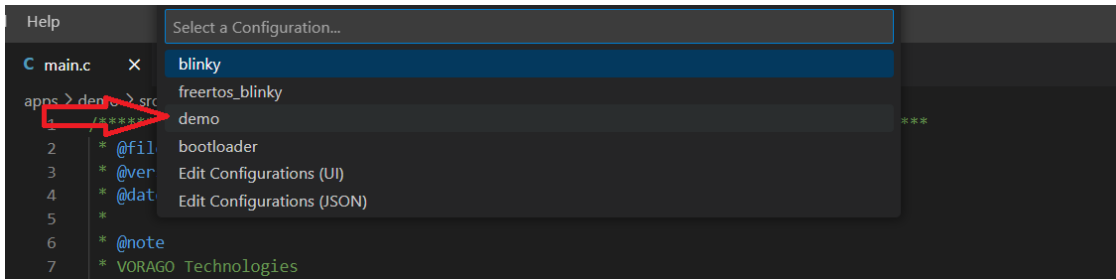 Help
Select a Configuration...
C main.c ×
blinky
apps > demo > src
freertos_blinky
1 /*****
demo
***
2 * @fil
bootloader
3 * @ver
Edit Configurations (UI)
4 * @dat
Edit Configurations (JSON)
5 *
6 * @note
7 * VORAGO Technologies